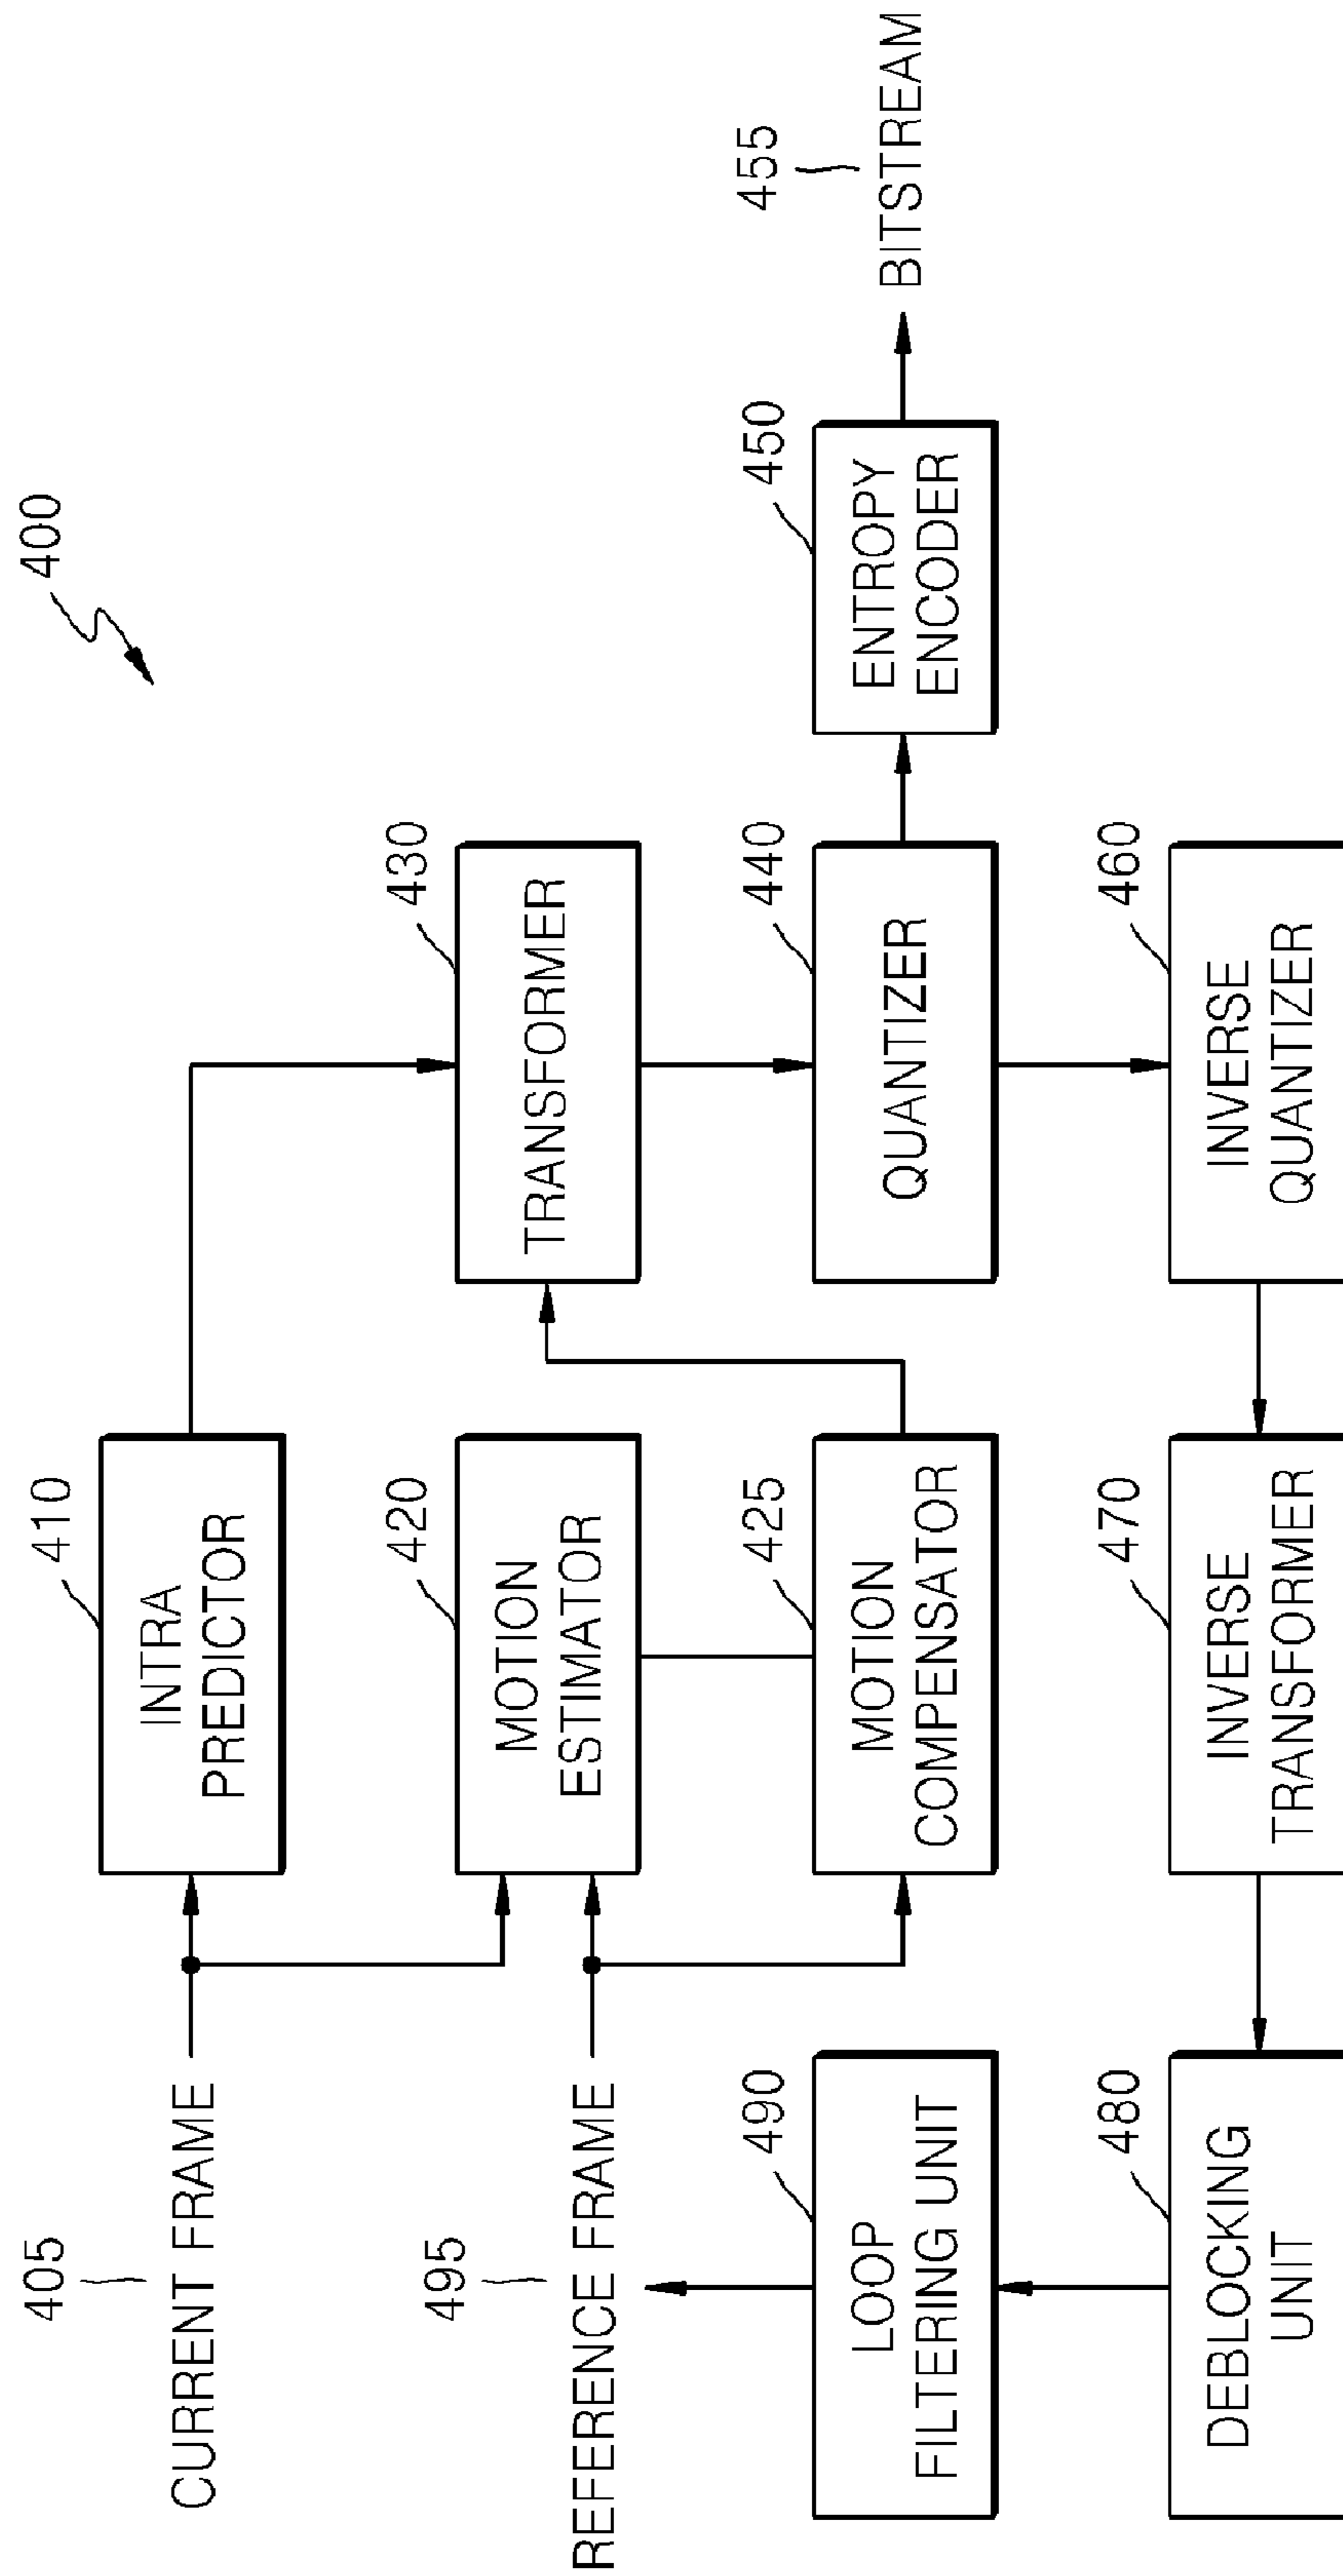 400
405
CURRENT FRAME
410
INTRA
PREDICTOR
495
REFERENCE FRAME
420
MOTION
ESTIMATOR
430
TRANSFORMER
490
LOOP
FILTERING UNIT
425
MOTION
COMPENSATOR
440
QUANTIZER
450
ENTROPY
ENCODER
455
BITSTREAM
480
DEBLOCKING
UNIT
470
INVERSE
TRANSFORMER
460
INVERSE
QUANTIZER